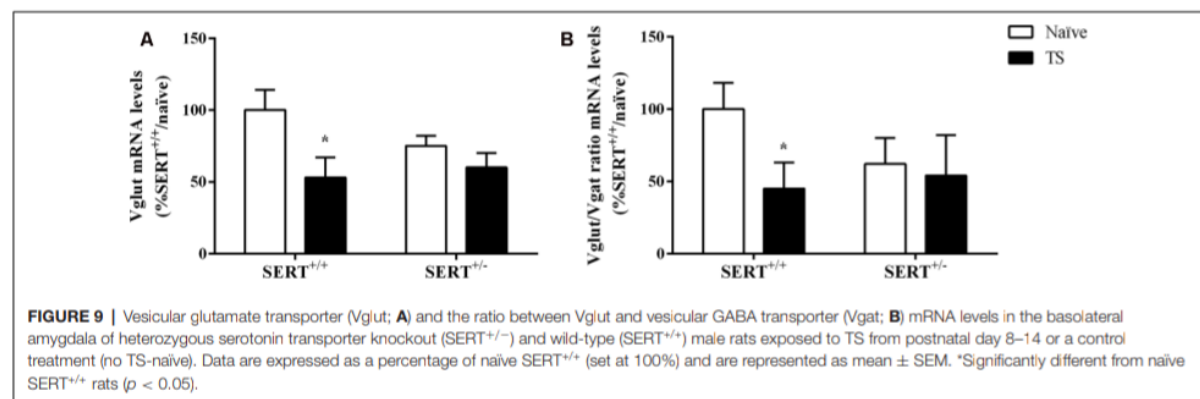 A
B
150
100
50
0
Vglut mRNA levels
(%SERT+/+/naïve)
*
SERT+/+
SERT+/-
150
100
50
0
Vglut/Vgat ratio mRNA levels
(%SERT+/+/naïve)
*
SERT+/+
SERT+/-
Naïve
TS
FIGURE 9 | Vesicular glutamate transporter (Vglut; A) and the ratio between Vglut and vesicular GABA transporter (Vgat; B) mRNA levels in the basolateral
amygdala of heterozygous serotonin transporter knockout (SERT+/−) and wild-type (SERT+/+) male rats exposed to TS from postnatal day 8–14 or a control
treatment (no TS-naïve). Data are expressed as a percentage of naïve SERT+/+ (set at 100%) and are represented as mean ± SEM. *Significantly different from naïve
SERT+/+ rats (p < 0.05).